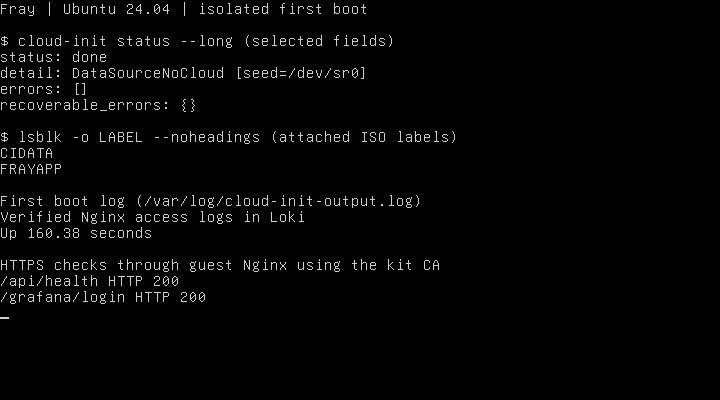 Fray | Ubuntu 24.04 | isolated first boot
$ cloud-init status --long (selected fields)
status: done
detail: DataSourceNoCloud [seed=/dev/sr0]
errors: []
recoverable_errors: {}
$ lsblk -o LABEL --noheadings (attached ISO labels)
CIDATA
FRAYAPP
First boot log (/var/log/cloud-init-output.log)
Verified Nginx access logs in Loki
Up 160.38 seconds
HTTPS checks through guest Nginx using the kit CA
/api/health HTTP 200
/grafana/login HTTP 200